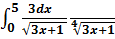 ∫₀⁵ 3dx / (√(3x+1) ∜(3x+1))